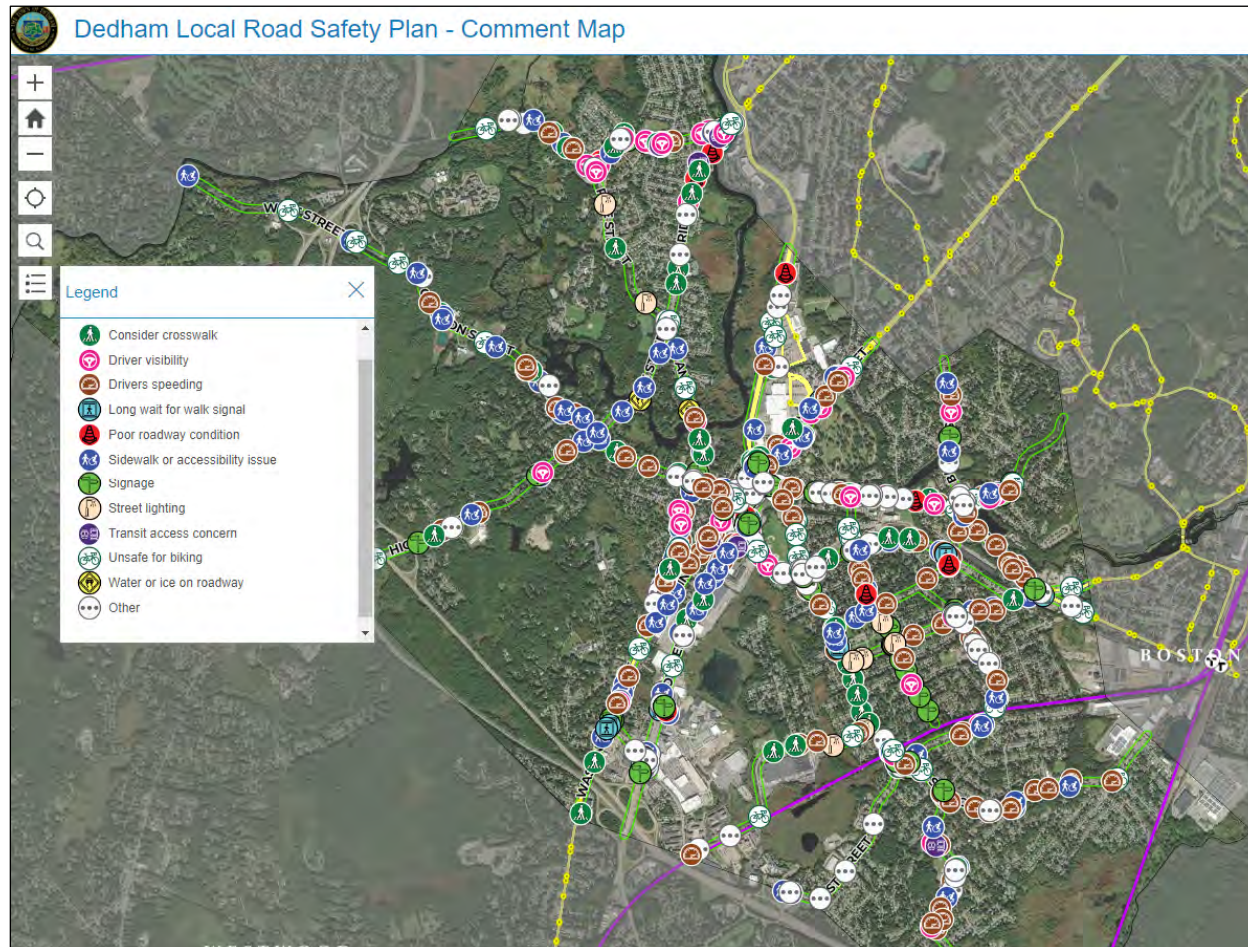 Dedham Local Road Safety Plan - Comment Map
Legend
Consider crosswalk
Driver visibility
Drivers speeding
Long wait for walk signal
Poor roadway condition
Sidewalk or accessibility issue
Signage
Street lighting
Transit access concern
Unsafe for biking
Water or ice on roadway
Other
STREET
BOSTON